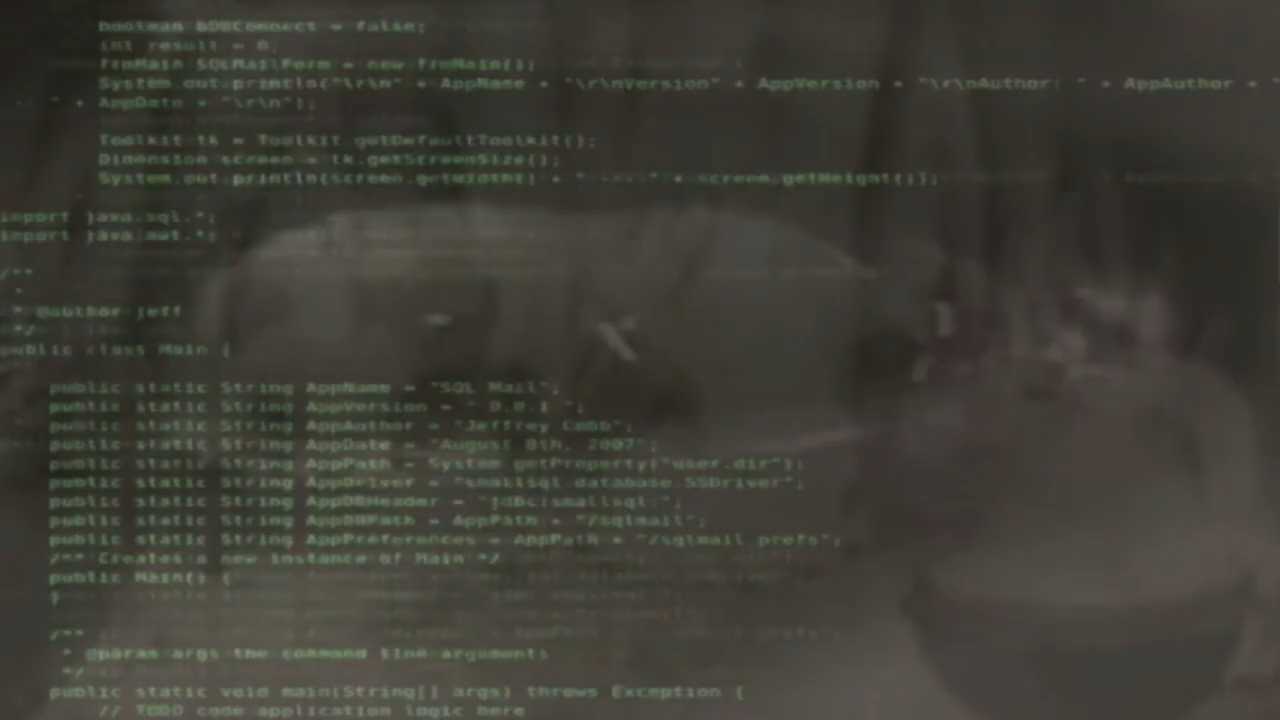 boolean bDBConnect = false;
int result = 0;
frmMain SQLMailForm = new frmMain();
System.out.println("\r\n" + AppName + "\r\nVersion" + AppVersion + "\r\nAuthor: " + AppAuthor + "
" + AppDate + "\r\n");
Toolkit tk = Toolkit.getDefaultToolkit();
Dimension screen = tk.getScreenSize();
System.out.println(screen.getWidth() + " " + screen.getHeight());
import java.sql.*;
import java.awt.*;
/**
*
* @author jeff
*/
public class Main {
public static String AppName = "SQL Mail";
public static String AppVersion = " 0.0.1 ";
public static String AppAuthor = "Jeffrey Cobb";
public static String AppDate = "August 8th, 2007";
public static String AppPath = System.getProperty("user.dir");
public static String AppDriver = "smallsql.database.SSDriver";
public static String AppDBHeader = "jdbc:smallsql:";
public static String AppDBPath = AppPath + "/sqlmail";
public static String AppPreferences = AppPath + "/sqlmail_prefs";
/** Creates a new instance of Main */
public Main() {
}
/**
* @param args the command line arguments
*/
public static void main(String[] args) throws Exception {
// TODO code application logic here